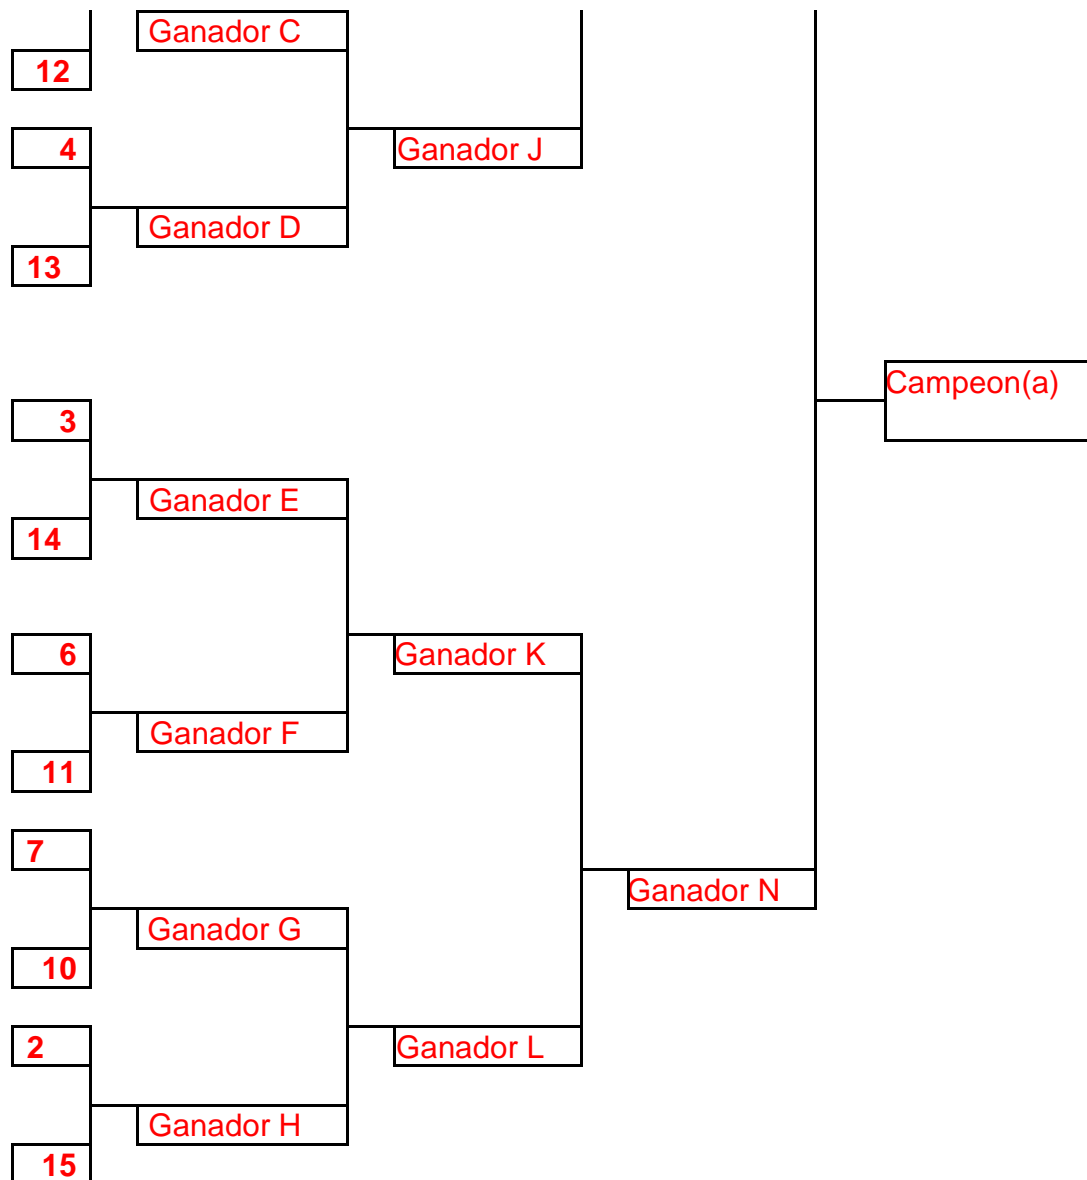 Ganador C
12
4
Ganador J
Ganador D
13
Campeon(a)
3
Ganador E
14
6
Ganador K
Ganador F
11
7
Ganador N
Ganador G
10
2
Ganador L
Ganador H
15